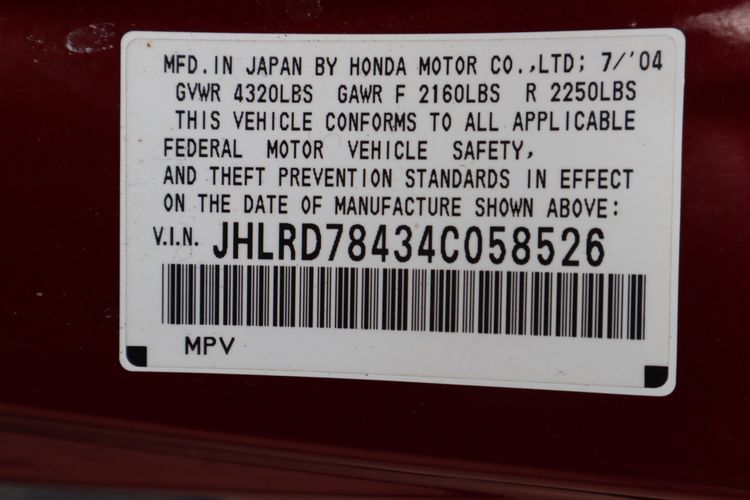 MFD. IN JAPAN BY HONDA MOTOR CO.,LTD; 7/'04
GVWR 4320LBS GAWR F 2160LBS R 2250LBS
THIS VEHICLE CONFORMS TO ALL APPLICABLE
FEDERAL MOTOR VEHICLE SAFETY,
AND THEFT PREVENTION STANDARDS IN EFFECT
ON THE DATE OF MANUFACTURE SHOWN ABOVE:
V.I.N. JHLRD78434C058526
MPV